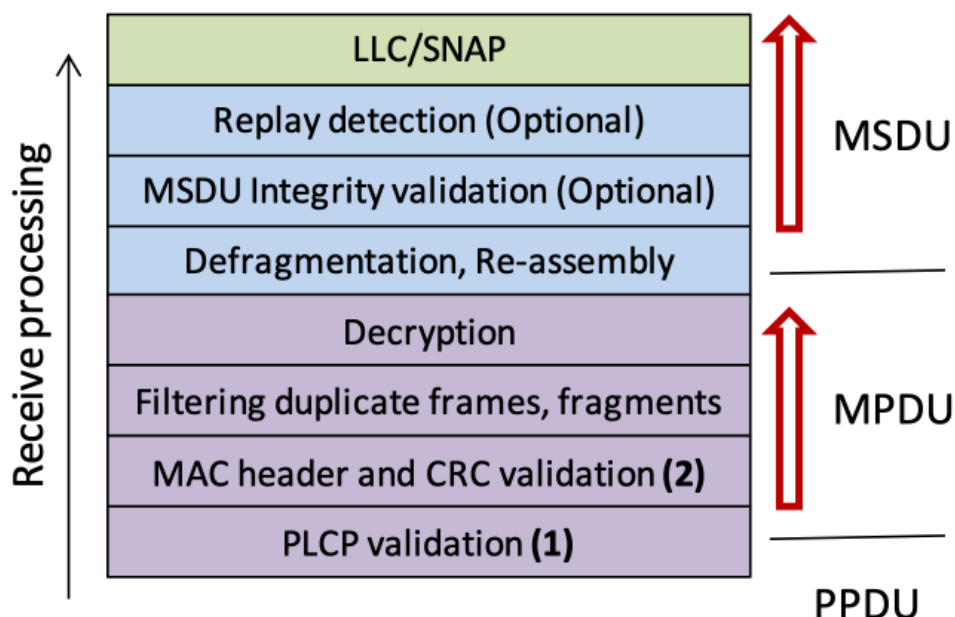 LLC/SNAP
Replay detection (Optional)
MSDU
MSDU Integrity validation (Optional)
Defragmentation, Re-assembly
Receive processing
Decryption
Filtering duplicate frames, fragments
MPDU
MAC header and CRC validation (2)
PLCP validation (1)
PPDU